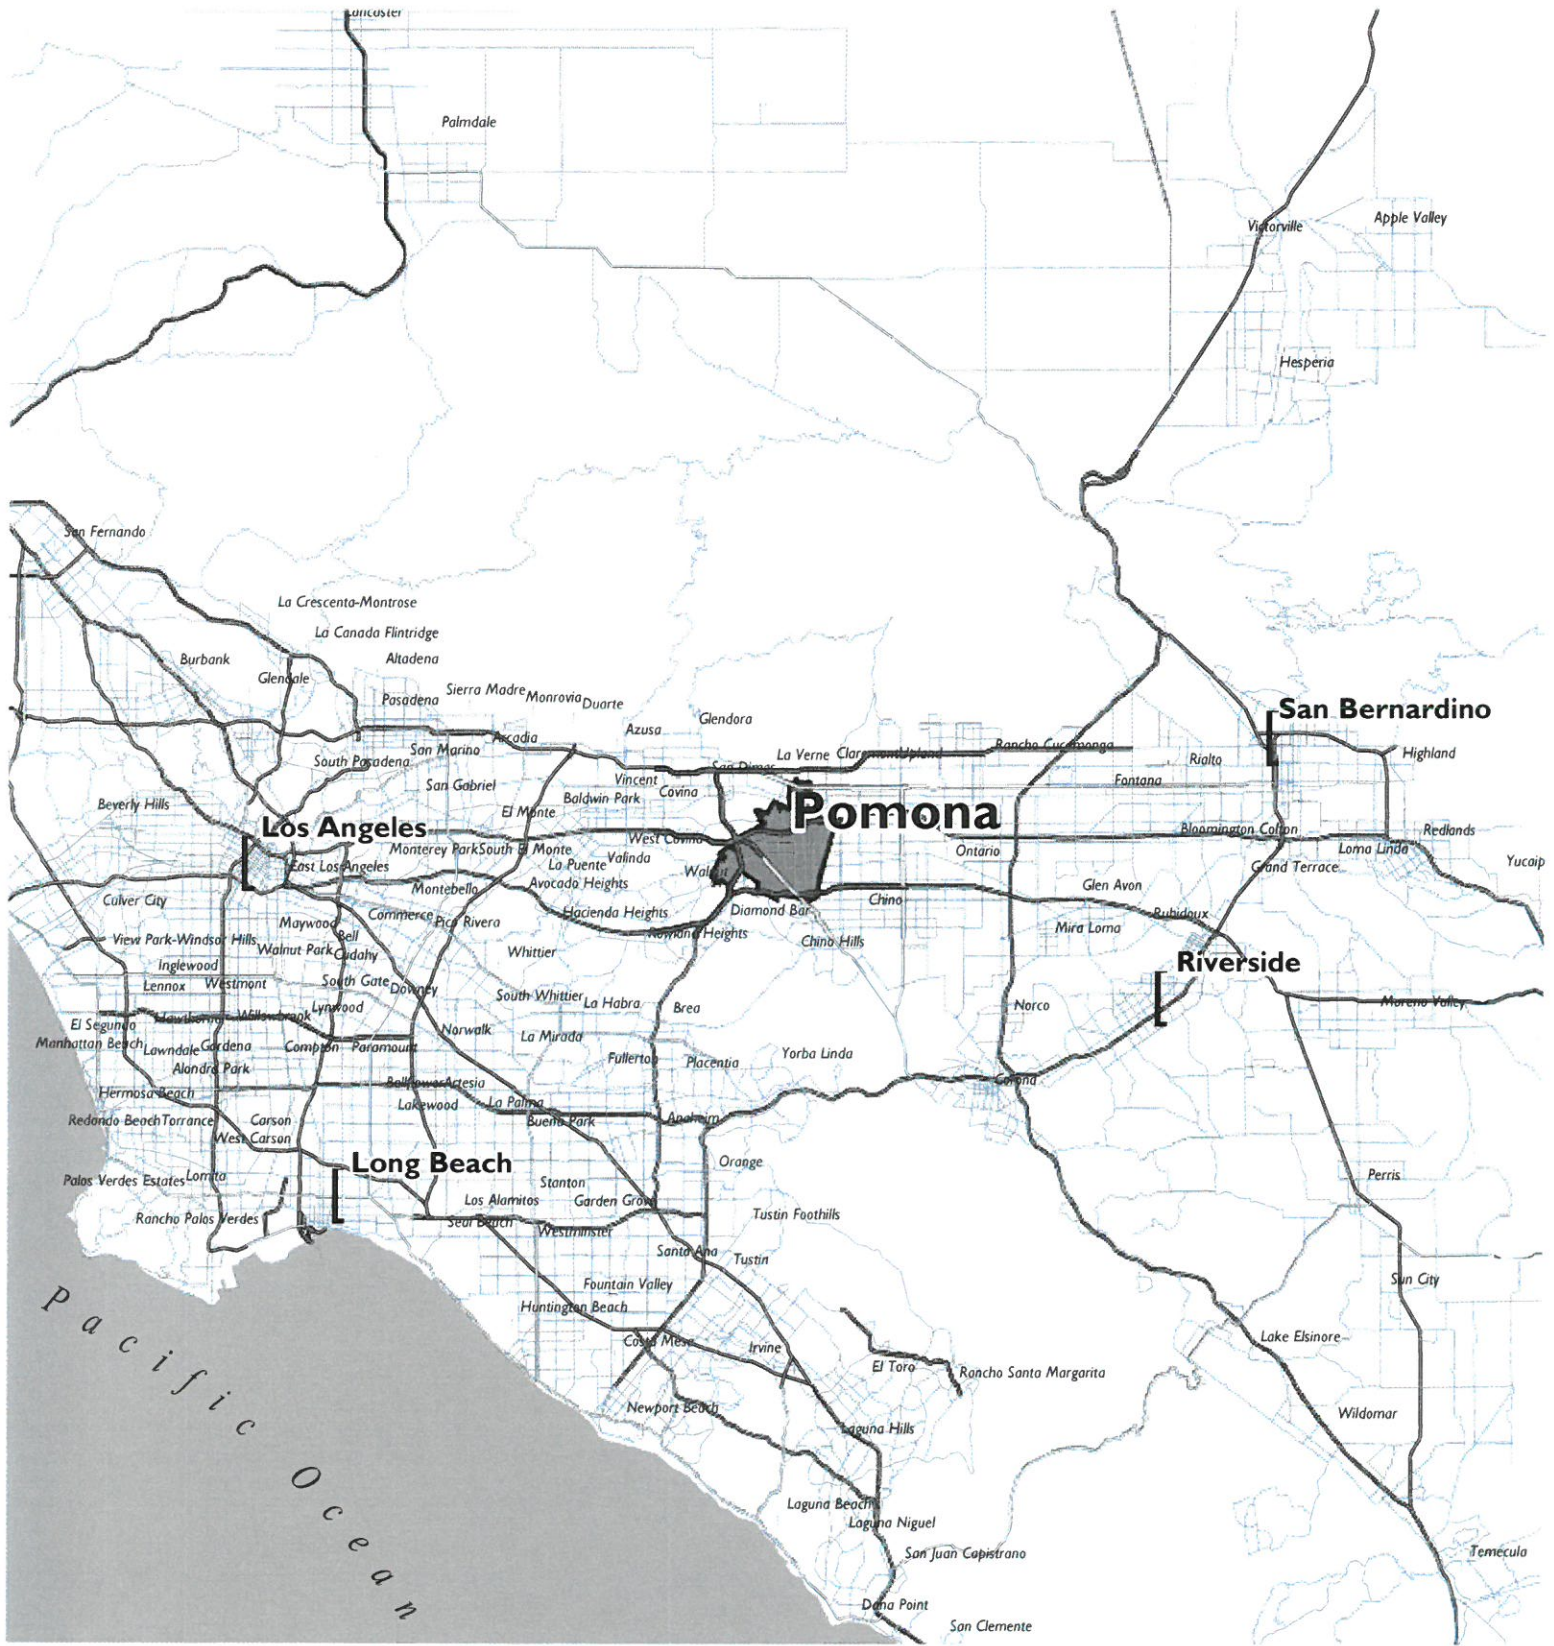 Lancaster
Palmdale
Apple Valley
Victorville
Hesperia
San Fernando
La Crescenta-Montrose
La Canada Flintridge
Burbank
Altadena
Glendale
Pasadena
Sierra Madre
Monrovia
Duarte
San Bernardino
Glendora
Azusa
Arcadia
Rancho Cucamonga
San Marino
La Verne
Claremont
Upland
Highland
South Pasadena
Rialto
San Dimas
Vincent
Fontana
San Gabriel
Covina
Baldwin Park
Beverly Hills
El Monte
Pomona
Los Angeles
Bloomington
Colton
Redlands
West Covina
Monterey Park
South El Monte
Ontario
Loma Linda
Valinda
Yucaip
La Puente
East Los Angeles
Grand Terrace
Walnut
Avocado Heights
Montebello
Glen Avon
Culver City
Chino
Diamond Bar
Hacienda Heights
Commerce
Rubidoux
Maywood
Pico Rivera
Mira Loma
Rowland Heights
Bell
View Park-Windsor Hills
Chino Hills
Walnut Park
Cudahy
Whittier
Riverside
Inglewood
South Gate
Lennox
Westmont
Downey
South Whittier
La Habra
Moreno Valley
Norco
Lynwood
Brea
Hawthorne
Willowbrook
El Segundo
Norwalk
La Mirada
Manhattan Beach
Lawndale
Gardena
Compton
Paramount
Yorba Linda
Fullerton
Placentia
Alondra Park
Corona
Bellflower
Artesia
Hermosa Beach
La Palma
Lakewood
Anaheim
Redondo Beach
Torrance
Carson
Buena Park
West Carson
Long Beach
Orange
Perris
Lomita
Palos Verdes Estates
Stanton
Los Alamitos
Garden Grove
Rancho Palos Verdes
Tustin Foothills
Seal Beach
Westminster
Santa Ana
Tustin
Sun City
Fountain Valley
Pacific Ocean
Huntington Beach
Lake Elsinore
Costa Mesa
Irvine
El Toro
Rancho Santa Margarita
Newport Beach
Wildomar
Laguna Hills
Laguna Beach
Laguna Niguel
San Juan Capistrano
Temecula
Dana Point
San Clemente